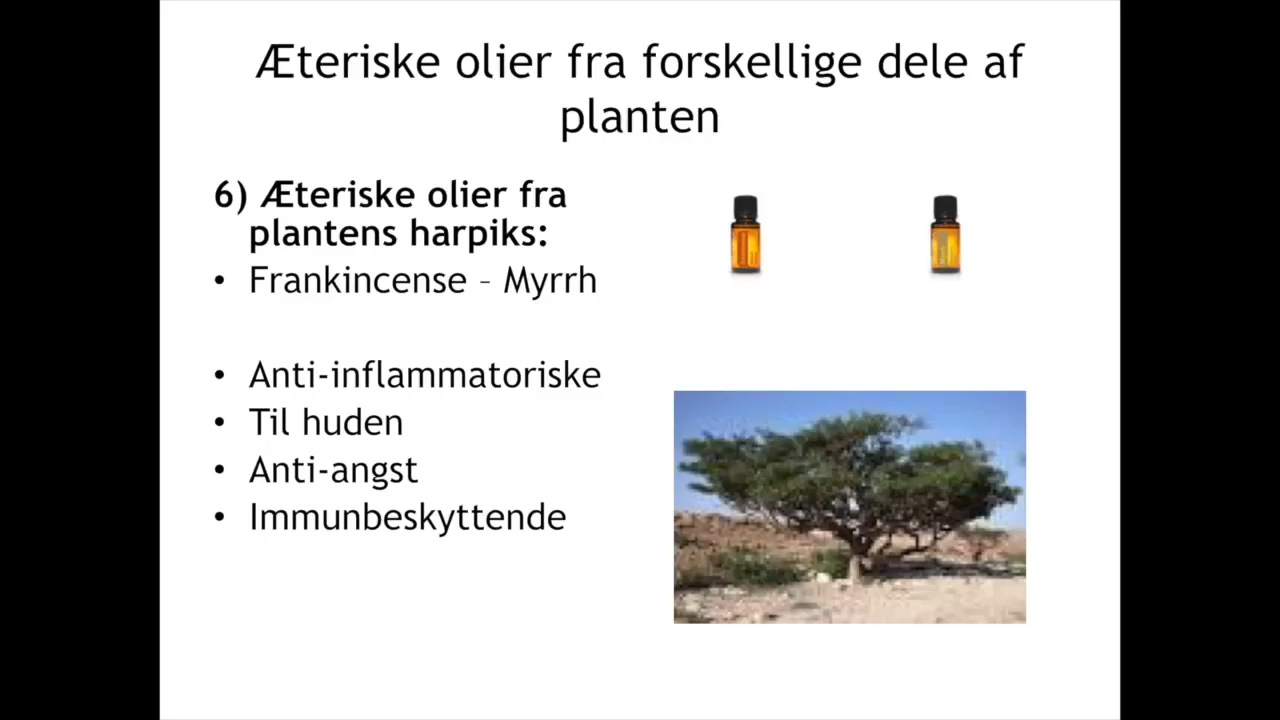 Æteriske olier fra forskellige dele af
planten
6) Æteriske olier fra
plantens harpiks:
• Frankincense – Myrrh
• Anti-inflammatoriske
• Til huden
• Anti-angst
• Immunbeskyttende